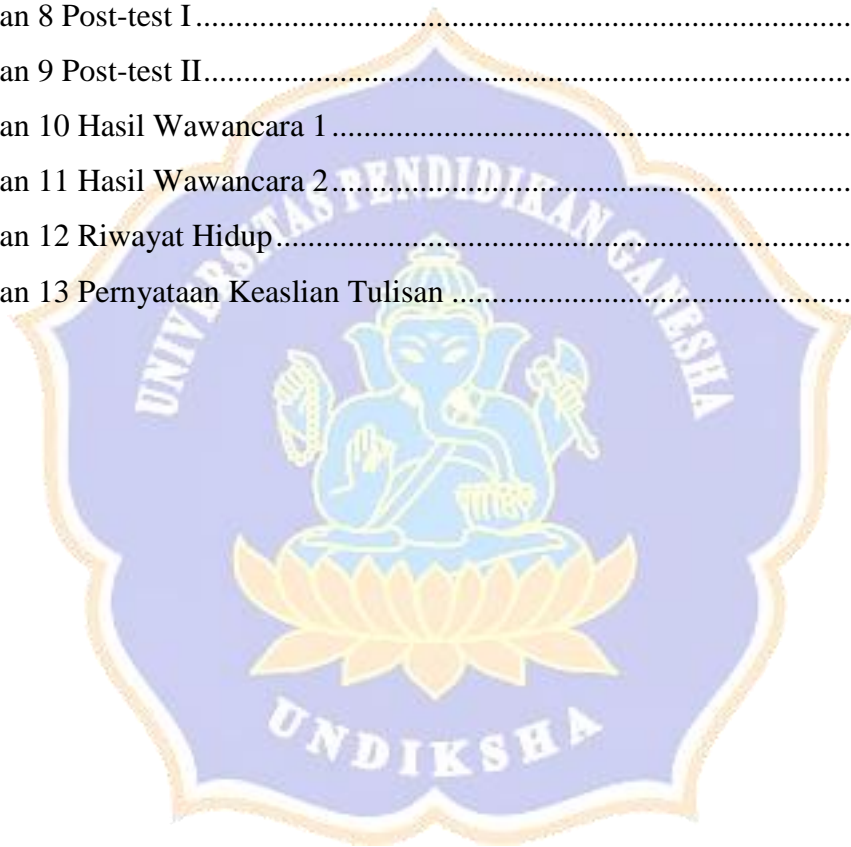 an 8 Post-test I
an 9 Post-test II
an 10 Hasil Wawancara 1
an 11 Hasil Wawancara 2
an 12 Riwayat Hidup
an 13 Pernyataan Keaslian Tulisan
UNIVERSITAS PENDIDIKAN GANESHA
UNDIKSHA